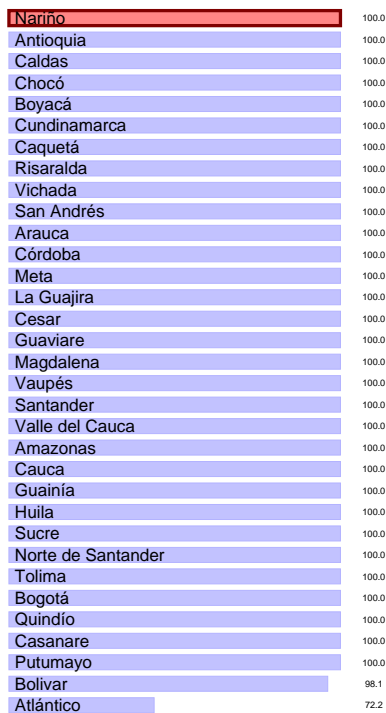 Nariño 100.0
Antioquia 100.0
Caldas 100.0
Chocó 100.0
Boyacá 100.0
Cundinamarca 100.0
Caquetá 100.0
Risaralda 100.0
Vichada 100.0
San Andrés 100.0
Arauca 100.0
Córdoba 100.0
Meta 100.0
La Guajira 100.0
Cesar 100.0
Guaviare 100.0
Magdalena 100.0
Vaupés 100.0
Santander 100.0
Valle del Cauca 100.0
Amazonas 100.0
Cauca 100.0
Guainía 100.0
Huila 100.0
Sucre 100.0
Norte de Santander 100.0
Tolima 100.0
Bogotá 100.0
Quindío 100.0
Casanare 100.0
Putumayo 100.0
Bolivar 98.1
Atlántico 72.2